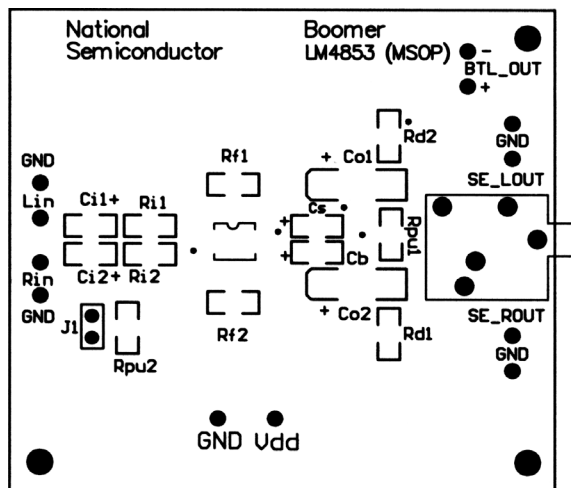 National
Semiconductor
Boomer
LM4853 (MSOP)
-
BTL_OUT
+
GND
SE_LOUT
Rd2
+ Co1
Rf1
GND
Lin
Ci1+
Ri1
Cs
+
Rpu1
+
Cb
Rin
Ci2+
Ri2
GND
J1
Rpu2
Rf2
+ Co2
Rd1
SE_ROUT
GND
GND
Vdd